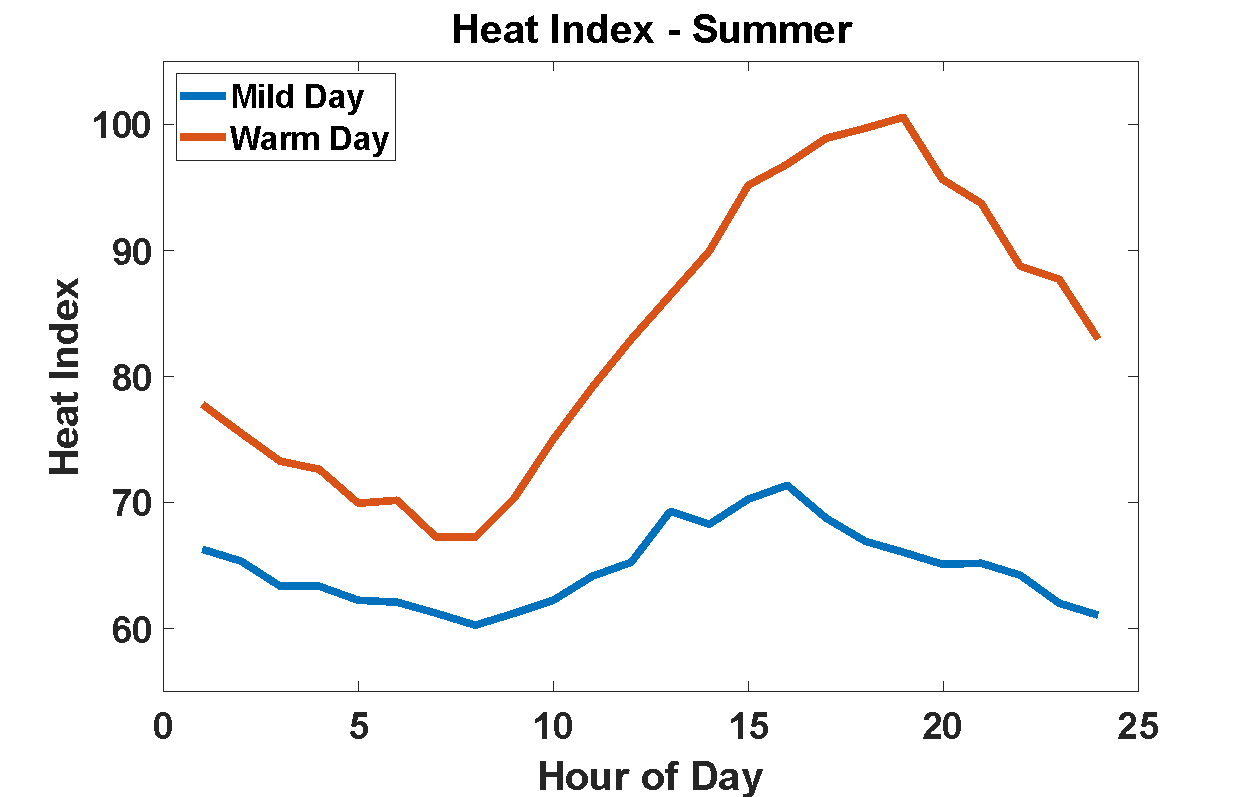 Heat Index - Summer
Mild Day
Warm Day
100
90
80
70
60
Heat Index
0 5 10 15 20 25
Hour of Day